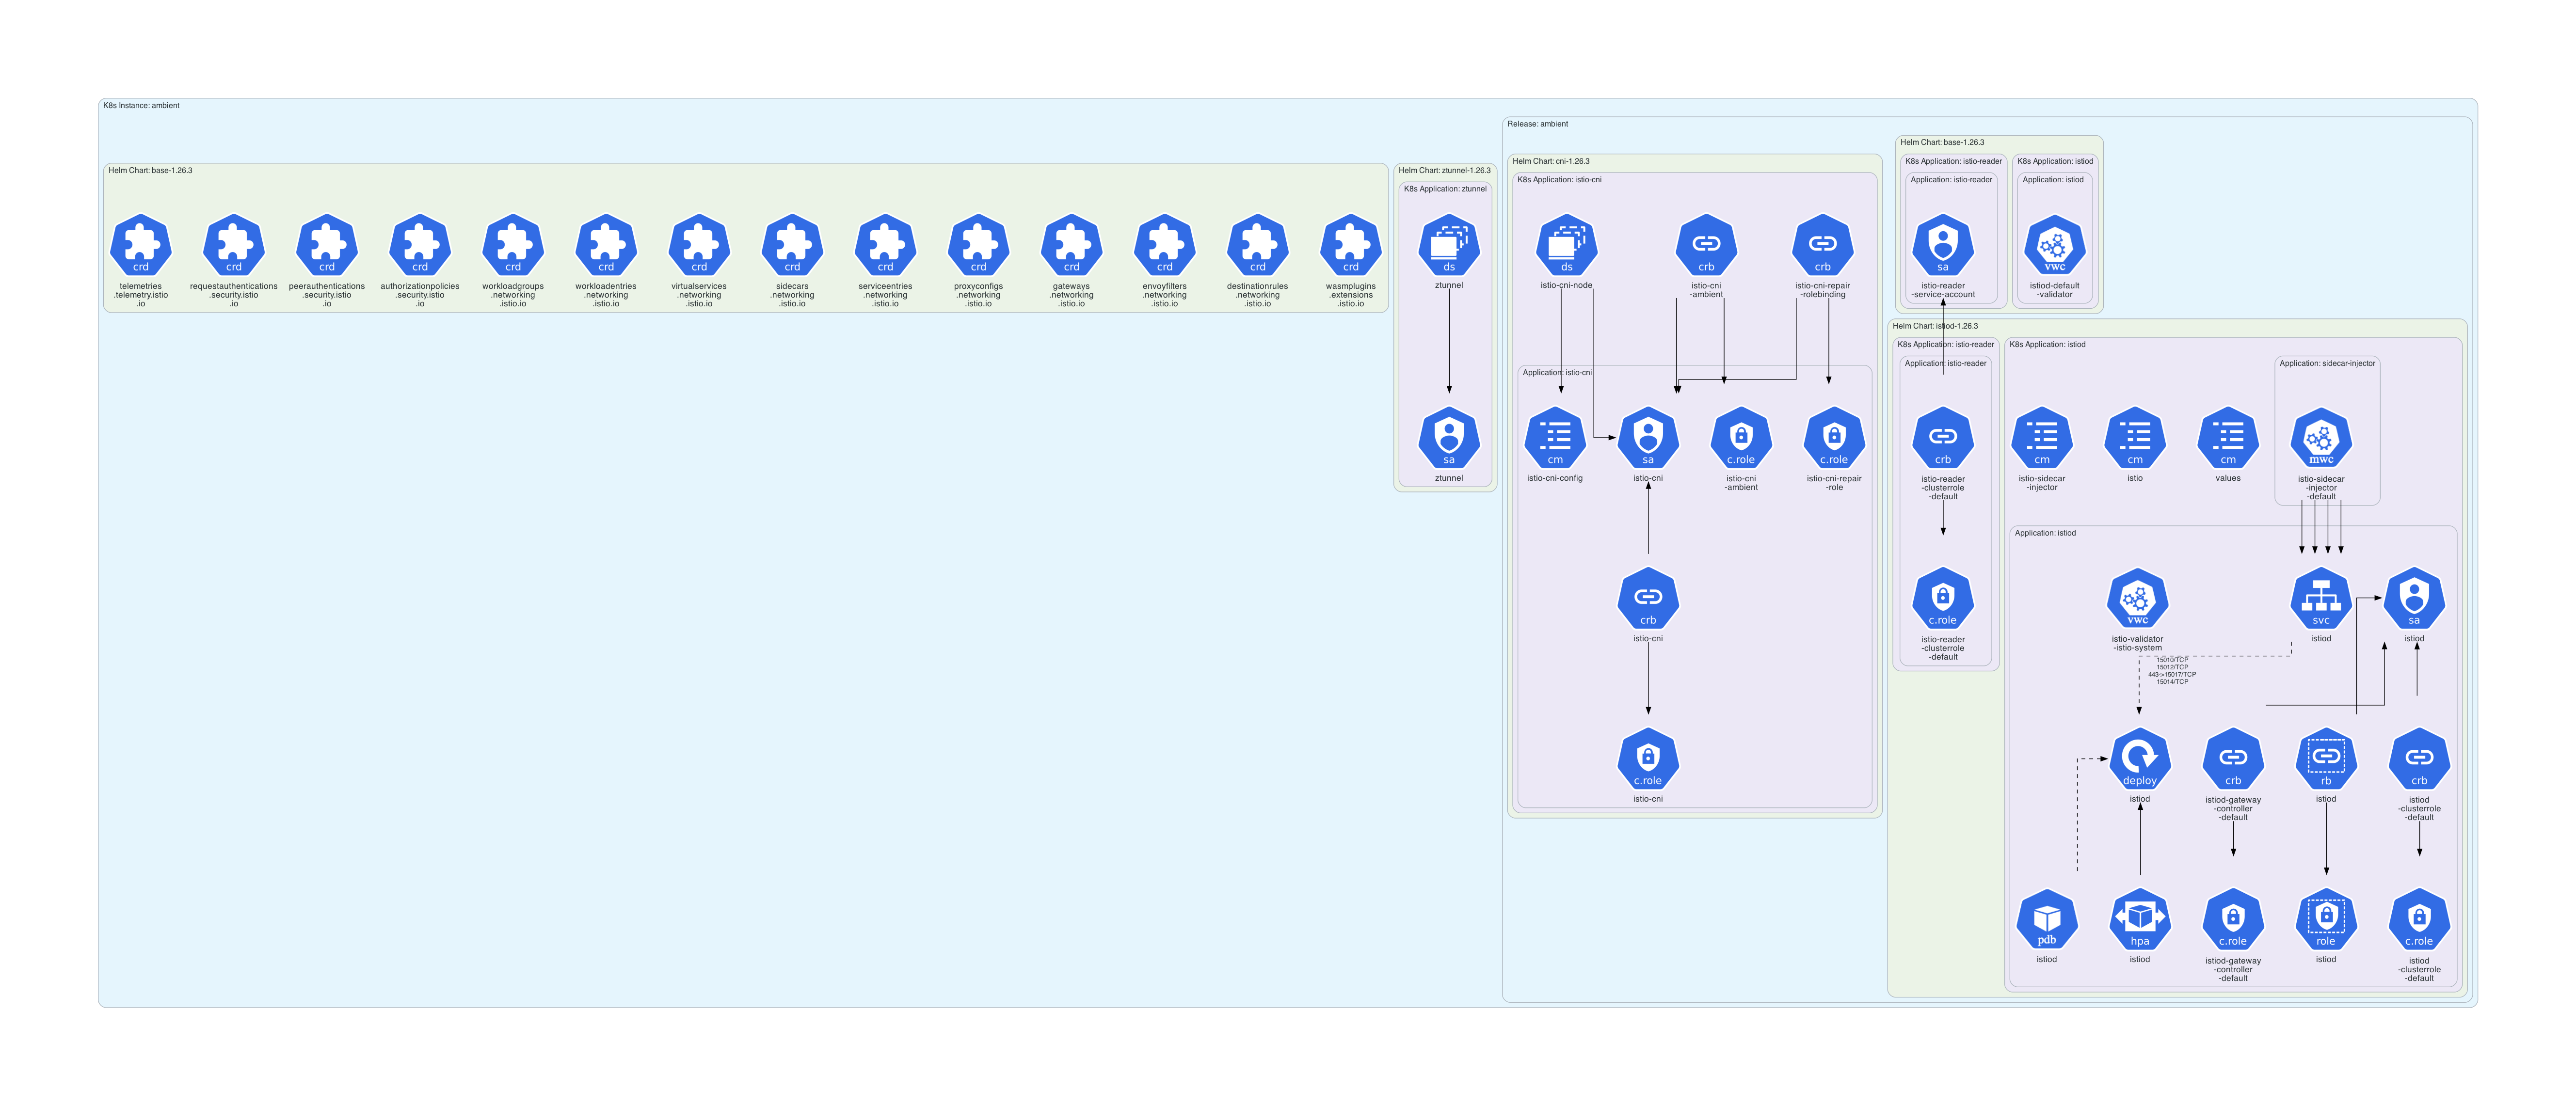 K8s Instance: ambient
Release: ambient
Helm Chart: base-1.26.3
crd
telemetries
.telemetry.istio
.io
crd
requestauthentications
.security.istio
.io
crd
peerauthentications
.security.istio
.io
crd
authorizationpolicies
.security.istio
.io
crd
workloadgroups
.networking
.istio.io
crd
workloadentries
.networking
.istio.io
crd
virtualservices
.networking
.istio.io
crd
sidecars
.networking
.istio.io
crd
serviceentries
.networking
.istio.io
crd
proxyconfigs
.networking
.istio.io
crd
gateways
.networking
.istio.io
crd
envoyfilters
.networking
.istio.io
crd
destinationrules
.networking
.istio.io
crd
wasmplugins
.extensions
.istio.io
Helm Chart: ztunnel-1.26.3
K8s Application: ztunnel
ds
ztunnel
sa
ztunnel
Helm Chart: cni-1.26.3
K8s Application: istio-cni
ds
istio-cni-node
crb
istio-cni
-ambient
crb
istio-cni-repair
-rolebinding
Application: istio-cni
cm
istio-cni-config
sa
istio-cni
c.role
istio-cni
-ambient
c.role
istio-cni-repair
-role
crb
istio-cni
c.role
istio-cni
Helm Chart: base-1.26.3
K8s Application: istio-reader
Application: istio-reader
sa
istio-reader
-service-account
K8s Application: istiod
Application: istiod
vwc
istiod-default
-validator
Helm Chart: istiod-1.26.3
K8s Application: istio-reader
Application: istio-reader
crb
istio-reader
-clusterrole
-default
c.role
istio-reader
-clusterrole
-default
K8s Application: istiod
Application: sidecar-injector
cm
istio-sidecar
-injector
cm
istio
cm
values
mwc
istio-sidecar
-injector
-default
Application: istiod
vwc
istio-validator
-istio-system
svc
istiod
sa
istiod
15010/TCP
15012/TCP
443->15017/TCP
15014/TCP
deploy
istiod
crb
istiod-gateway
-controller
-default
rb
istiod
crb
istiod
-clusterrole
-default
pdb
istiod
hpa
istiod
c.role
istiod-gateway
-controller
-default
role
istiod
c.role
istiod
-clusterrole
-default